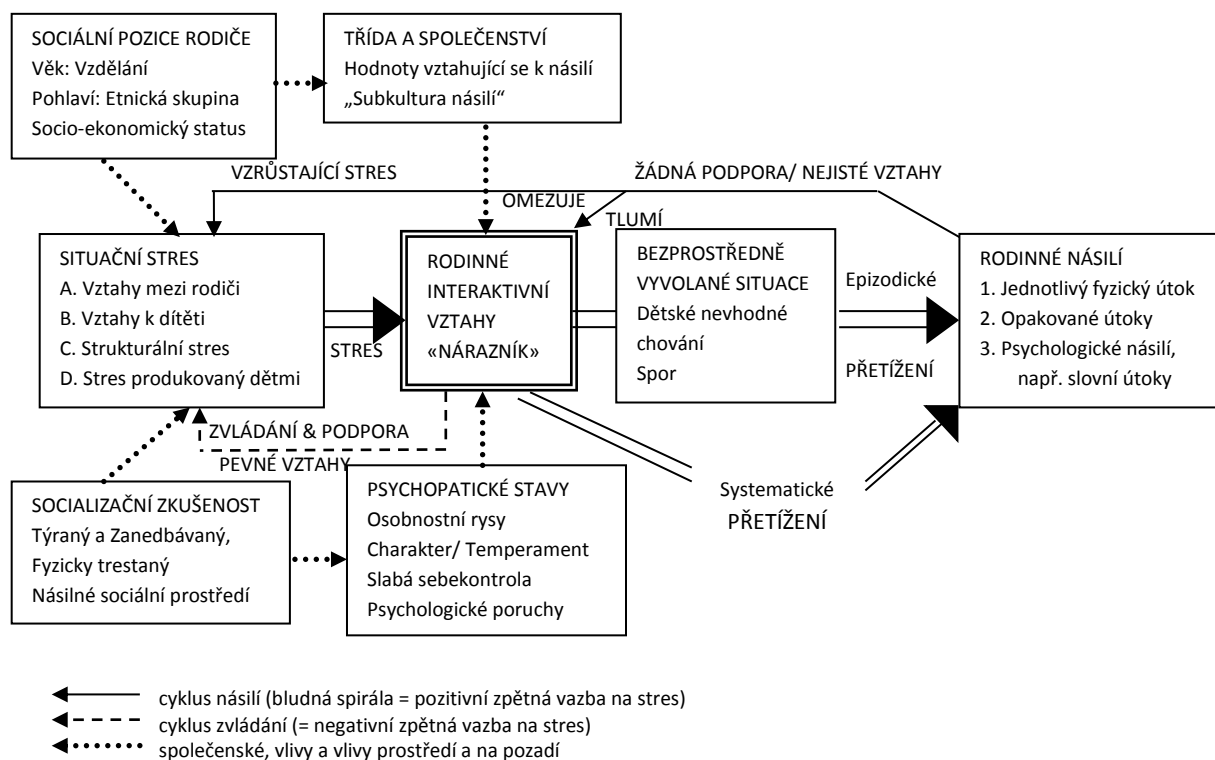 SOCIÁLNÍ POZICE RODIČE
Věk: Vzdělání
Pohlaví: Etnická skupina
Socio-ekonomický status
TŘÍDA A SPOLEČENSTVÍ
Hodnoty vztahující se k násilí
„Subkultura násilí“
VZRŮSTAJÍCÍ STRES
ŽÁDNÁ PODPORA/ NEJISTÉ VZTAHY
OMEZUJE
TLUMÍ
SITUAČNÍ STRES
A. Vztahy mezi rodiči
B. Vztahy k dítěti
C. Strukturální stres
D. Stres produkovaný dětmi
STRES
RODINNÉ
INTERAKTIVNÍ
VZTAHY
«NÁRAZNÍK»
BEZPROSTŘEDNĚ
VYVOLANÉ SITUACE
Dětské nevhodné
chování
Spor
Epizodické
PŘETÍŽENÍ
RODINNÉ NÁSILÍ
1. Jednotlivý fyzický útok
2. Opakované útoky
3. Psychologické násilí,
např. slovní útoky
ZVLÁDÁNÍ & PODPORA
PEVNÉ VZTAHY
SOCIALIZAČNÍ ZKUŠENOST
Týraný a Zanedbávaný,
Fyzicky trestaný
Násilné sociální prostředí
PSYCHOPATICKÉ STAVY
Osobnostní rysy
Charakter/ Temperament
Slabá sebekontrola
Psychologické poruchy
Systematické
PŘETÍŽENÍ
cyklus násilí (bludná spirála = pozitivní zpětná vazba na stres)
cyklus zvládání (= negativní zpětná vazba na stres)
společenské, vlivy a vlivy prostředí a na pozadí